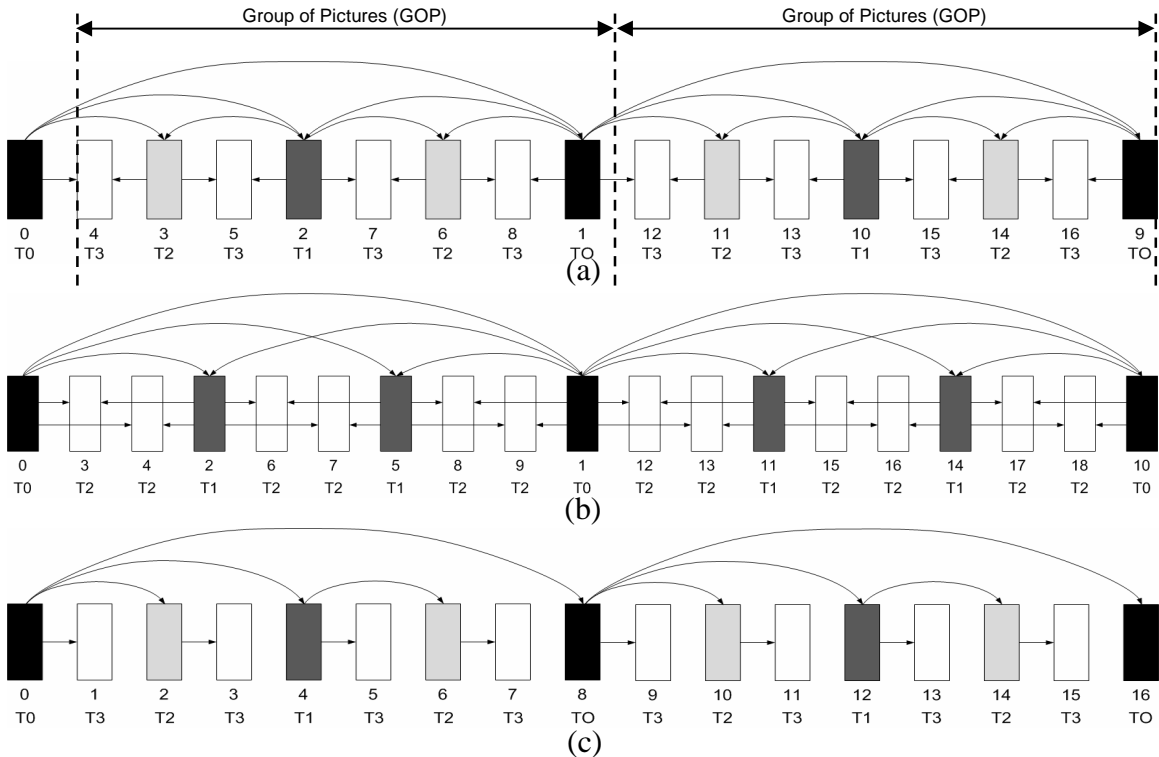 Group of Pictures (GOP) Group of Pictures (GOP)
0 4 3 5 2 7 6 8 1 12 11 13 10 15 14 16 9
T0 T3 T2 T3 T1 T3 T2 T3 TO T3 T2 T3 T1 T3 T2 T3 TO
(a)
0 3 4 2 6 7 5 8 9 1 12 13 11 15 16 14 17 18 10
T0 T2 T2 T1 T2 T2 T1 T2 T2 T0 T2 T2 T1 T2 T2 T1 T2 T2 T0
(b)
0 1 2 3 4 5 6 7 8 9 10 11 12 13 14 15 16
T0 T3 T2 T3 T1 T3 T2 T3 TO T3 T2 T3 T1 T3 T2 T3 TO
(c)